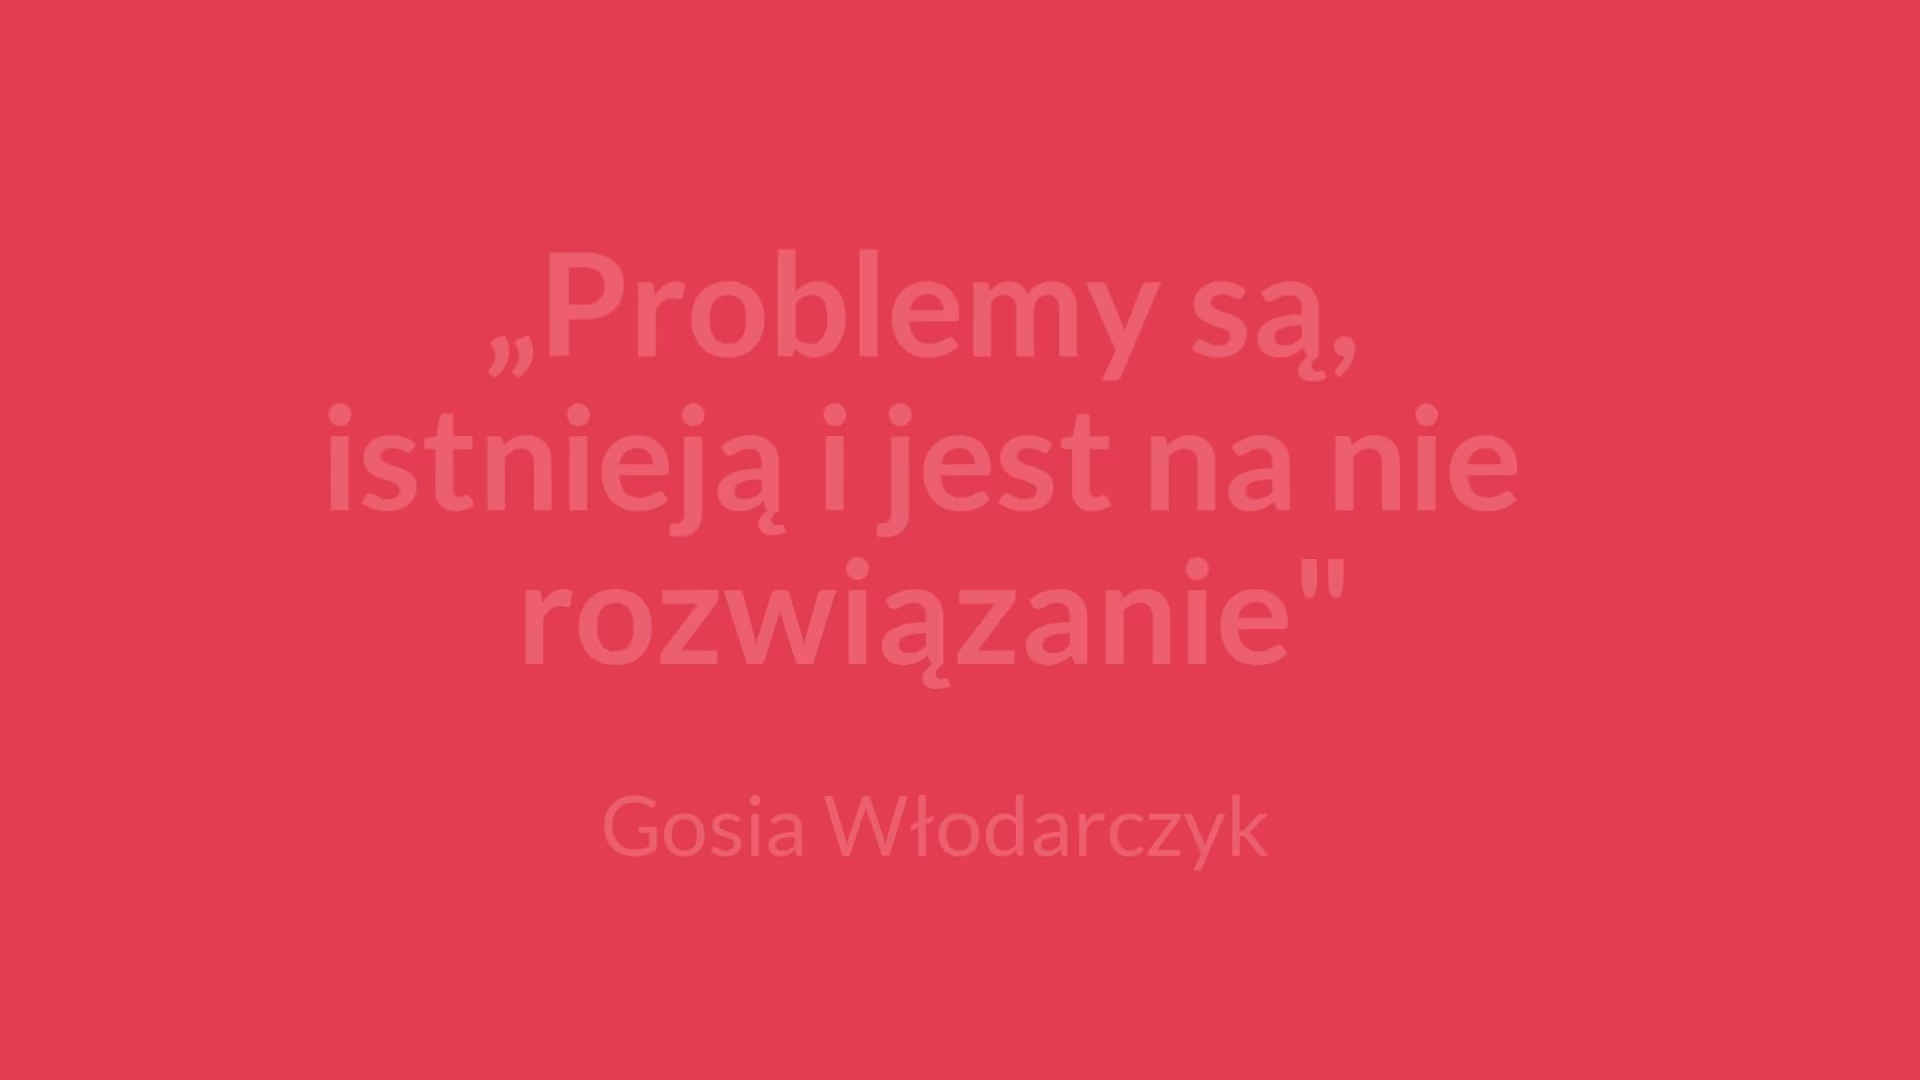 „Problemy są,
istnieją i jest na nie
rozwiązanie"
Gosia Włodarczyk